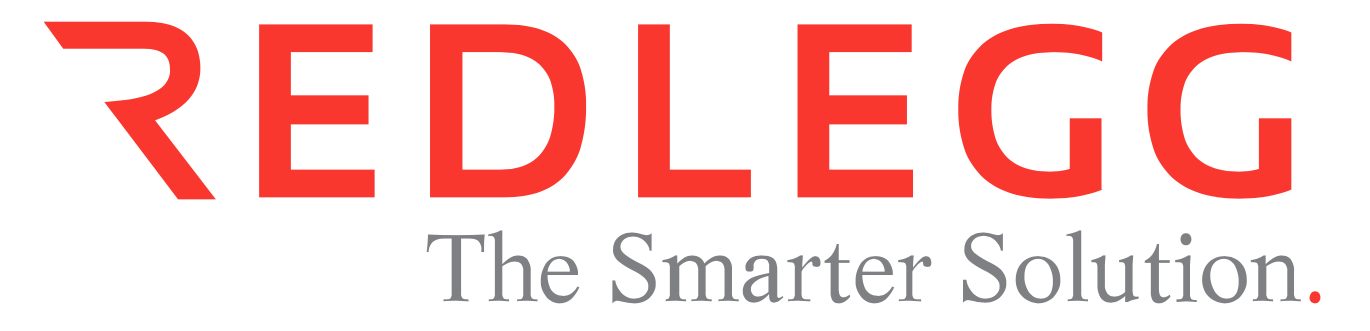 REDLEGG
The Smarter Solution.